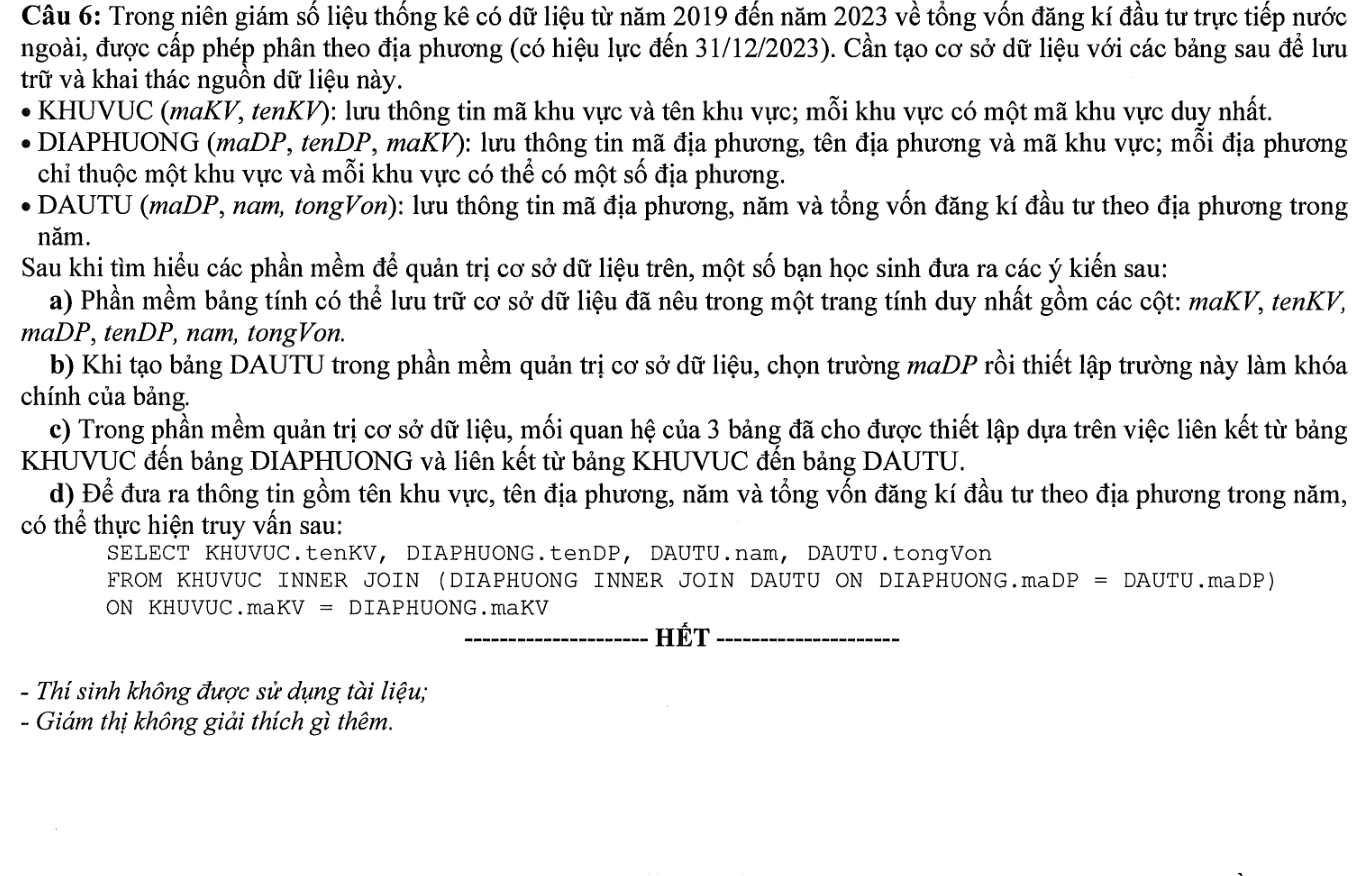 Câu 6: Trong niên giám số liệu thống kê có dữ liệu từ năm 2019 đến năm 2023 về tổng vốn đăng kí đầu tư trực tiếp nước
ngoài, được cấp phép phân theo địa phương (có hiệu lực đến 31/12/2023). Cần tạo cơ sở dữ liệu với các bảng sau để lưu
trữ và khai thác nguồn dữ liệu này.
• KHUVUC (maKV, tenKV): lưu thông tin mã khu vực và tên khu vực; mỗi khu vực có một mã khu vực duy nhất.
• DIAPHUONG (maDP, tenDP, maKV): lưu thông tin mã địa phương, tên địa phương và mã khu vực; mỗi địa phương
chỉ thuộc một khu vực và mỗi khu vực có thể có một số địa phương.
• DAUTU (maDP, nam, tongVon): lưu thông tin mã địa phương, năm và tổng vốn đăng kí đầu tư theo địa phương trong
năm.
Sau khi tìm hiểu các phần mềm để quản trị cơ sở dữ liệu trên, một số bạn học sinh đưa ra các ý kiến sau:
a) Phần mềm bảng tính có thể lưu trữ cơ sở dữ liệu đã nêu trong một trang tính duy nhất gồm các cột: maKV, tenKV,
maDP, tenDP, nam, tongVon.
b) Khi tạo bảng DAUTU trong phần mềm quản trị cơ sở dữ liệu, chọn trường maDP rồi thiết lập trường này làm khóa
chính của bảng.
c) Trong phần mềm quản trị cơ sở dữ liệu, mối quan hệ của 3 bảng đã cho được thiết lập dựa trên việc liên kết từ bảng
KHUVUC đến bảng DIAPHUONG và liên kết từ bảng KHUVUC đến bảng DAUTU.
d) Để đưa ra thông tin gồm tên khu vực, tên địa phương, năm và tổng vốn đăng kí đầu tư theo địa phương trong năm,
có thể thực hiện truy vấn sau:
SELECT KHUVUC.tenKV, DIAPHUONG.tenDP, DAUTU.nam, DAUTU.tongVon
FROM KHUVUC INNER JOIN (DIAPHUONG INNER JOIN DAUTU ON DIAPHUONG.maDP = DAUTU.maDP)
ON KHUVUC.maKV = DIAPHUONG.maKV
--------------------- HẾT ---------------------
- Thí sinh không được sử dụng tài liệu;
- Giám thị không giải thích gì thêm.